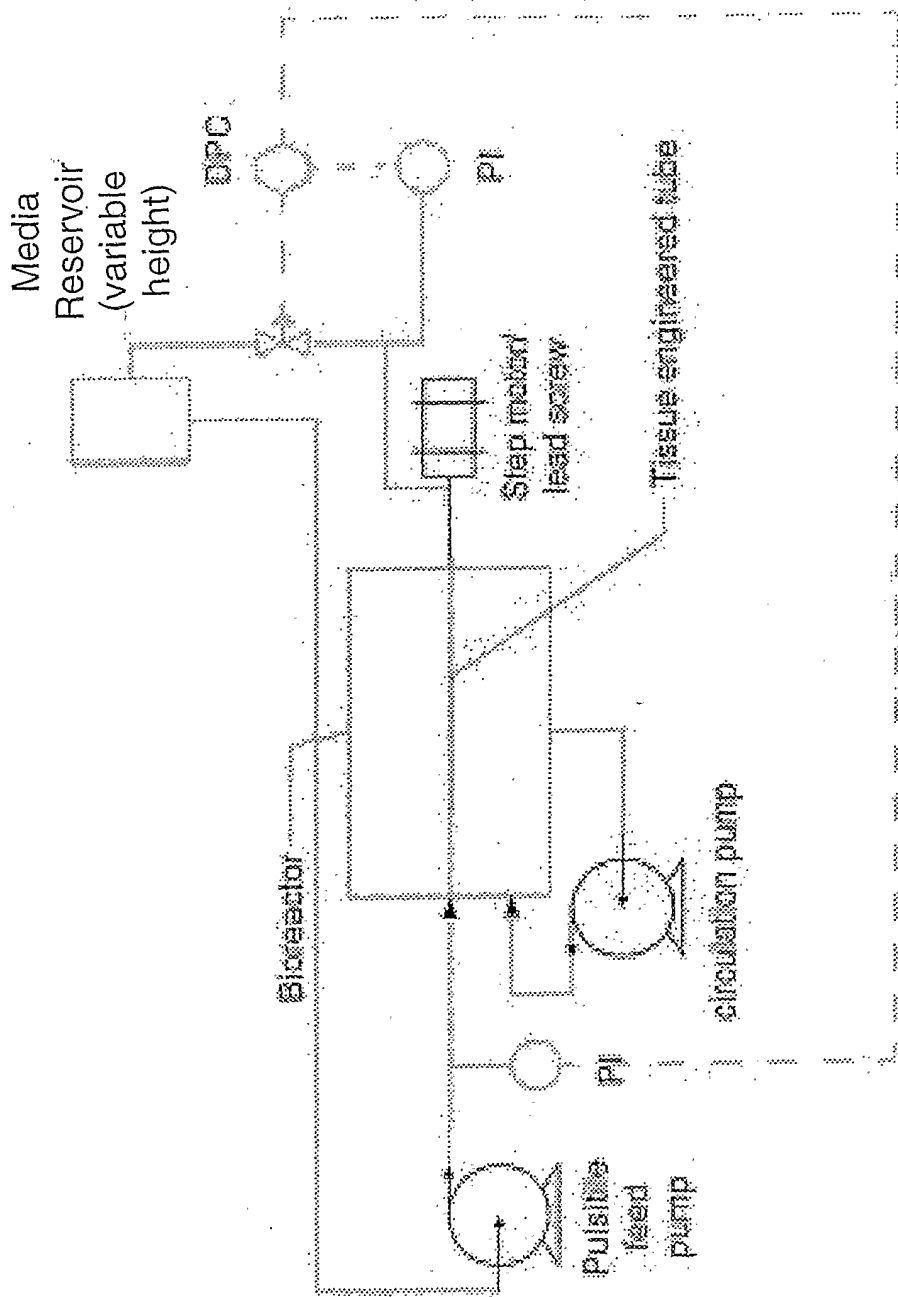 Media
Reservoir
(variable
height)
DPC
PI
Step motor/
lead screw
Tissue engineered tube
Bioreactor
circulation pump
PI
Pulsitle
feed
pump